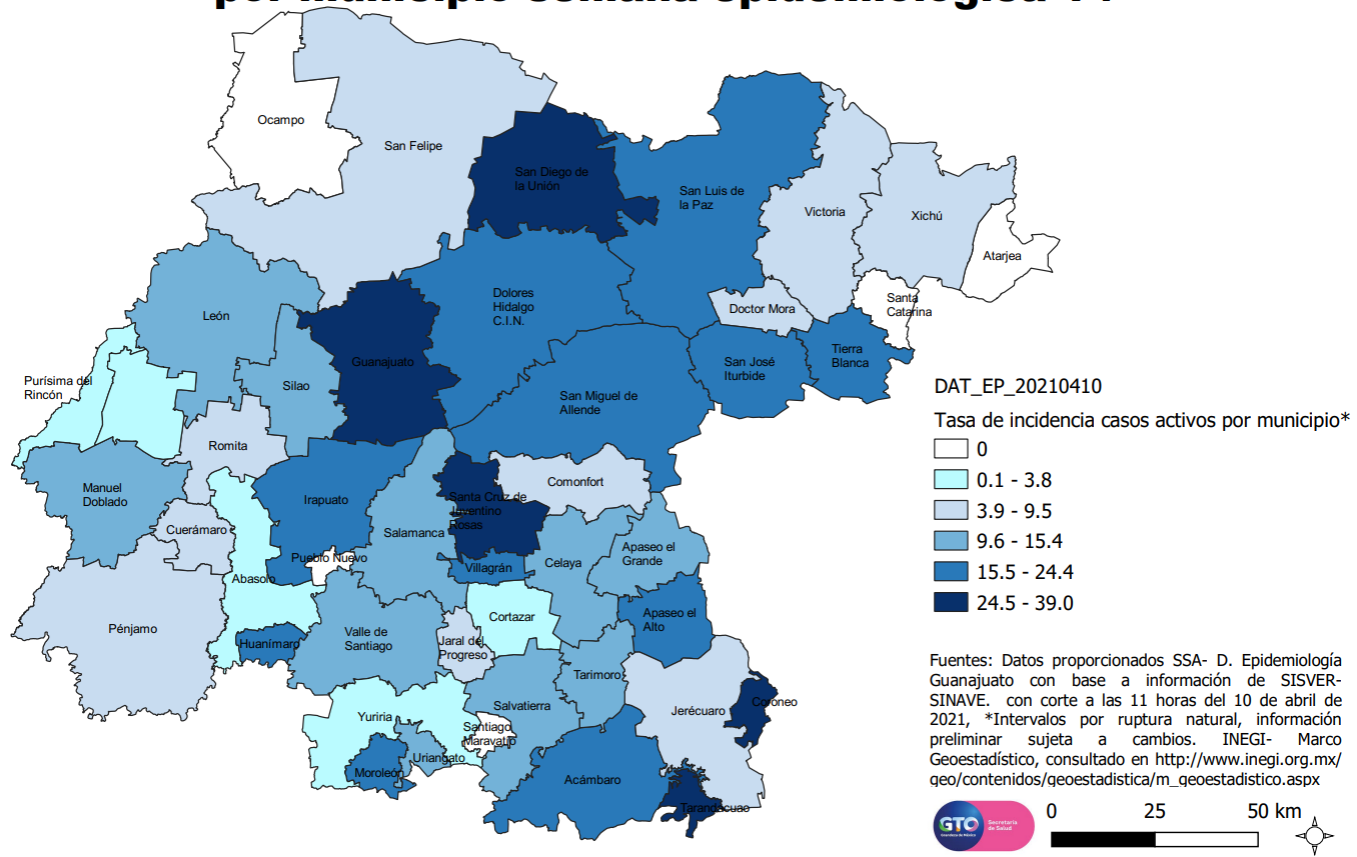 por municipio semana epidemiológica 14
Ocampo
San Felipe
San Diego de
la Unión
San Luis de
la Paz
Victoria
Xichú
Atarjea
Santa
Catarina
Doctor Mora
Dolores
Hidalgo
C.I.N.
León
Guanajuato
Silao
Purísima del
Rincón
San José
Iturbide
Tierra
Blanca
San Miguel de
Allende
Romita
Manuel
Doblado
Irapuato
Comonfort
Santa Cruz de
Juventino
Rosas
Cuerámaro
Salamanca
Pueblo Nuevo
Villagrán
Celaya
Apaseo el
Grande
Abasolo
Cortazar
Apaseo el
Alto
Pénjamo
Huanímaro
Valle de
Santiago
Jaral del
Progreso
Tarimoro
Jerécuaro
Coroneo
Yuriria
Salvatierra
Santiago
Maravatío
Uriangato
Moroleón
Acámbaro
Tarandacuao
DAT_EP_20210410
Tasa de incidencia casos activos por municipio*
0
0.1 - 3.8
3.9 - 9.5
9.6 - 15.4
15.5 - 24.4
24.5 - 39.0
Fuentes: Datos proporcionados SSA- D. Epidemiología
Guanajuato con base a información de SISVER-
SINAVE. con corte a las 11 horas del 10 de abril de
2021, *Intervalos por ruptura natural, información
preliminar sujeta a cambios. INEGI- Marco
Geoestadístico, consultado en http://www.inegi.org.mx/
geo/contenidos/geoestadistica/m_geoestadistico.aspx
GTO
Secretaría
de Salud
0 25 50 km